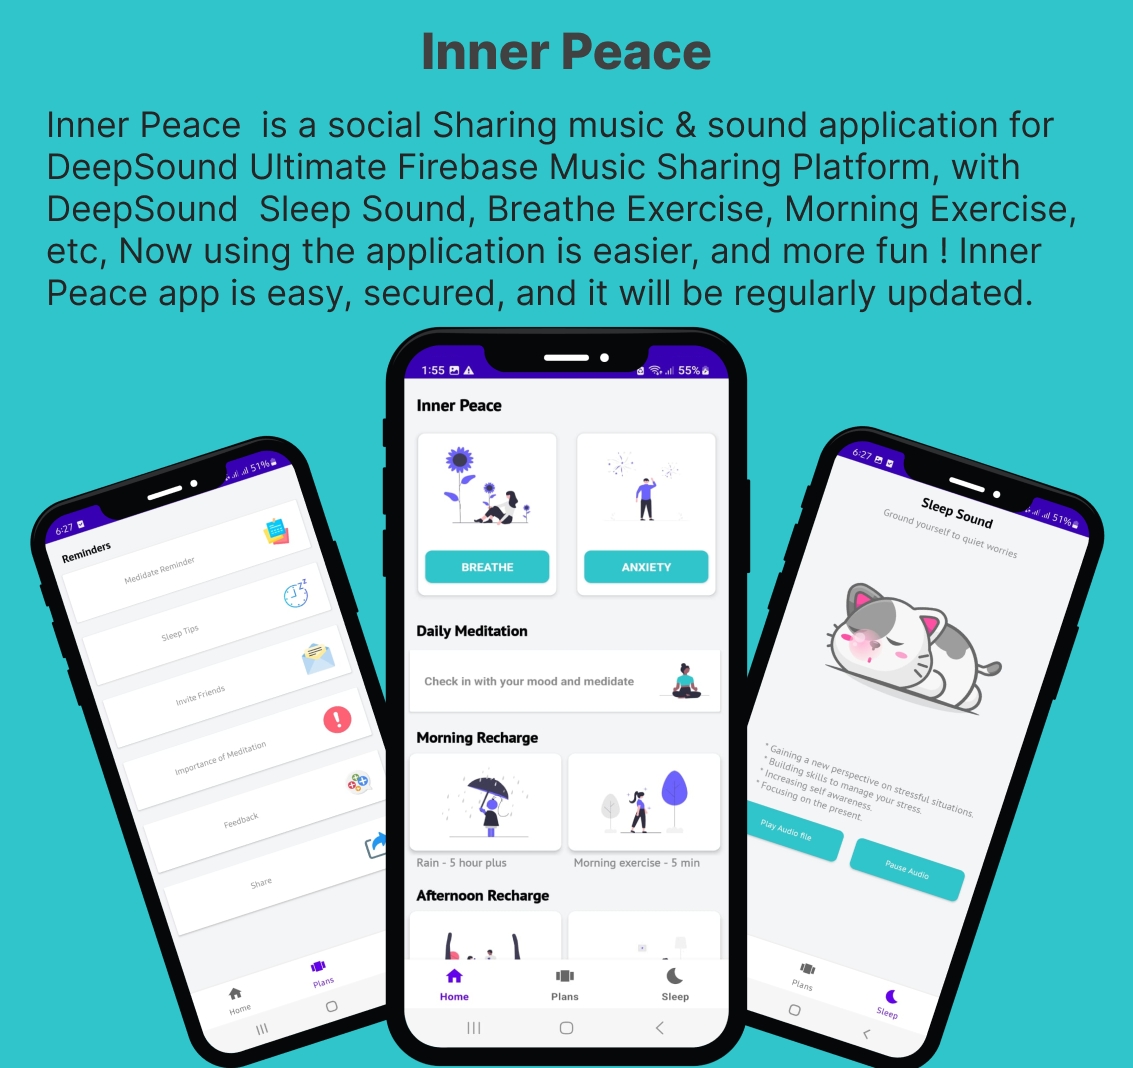 Inner Peace
Inner Peace is a social Sharing music & sound application for
DeepSound Ultimate Firebase Music Sharing Platform, with
DeepSound Sleep Sound, Breathe Exercise, Morning Exercise,
etc, Now using the application is easier, and more fun ! Inner
Peace app is easy, secured, and it will be regularly updated.
6:27
51%
Reminders
Medidate Reminder
Sleep Tips
Invite Friends
Importance of Meditation
Feedback
Share
Home
Plans
1:55
55%
Inner Peace
BREATHE
ANXIETY
Daily Meditation
Check in with your mood and medidate
Morning Recharge
Rain - 5 hour plus
Morning exercise - 5 min
Afternoon Recharge
Home
Plans
Sleep
6:27
51%
Sleep Sound
Ground yourself to quiet worries
* Gaining a new perspective on stressful situations.
* Building skills to manage your stress.
* Increasing self awareness.
* Focusing on the present.
Play Audio file
Pause Audio
Plans
Sleep